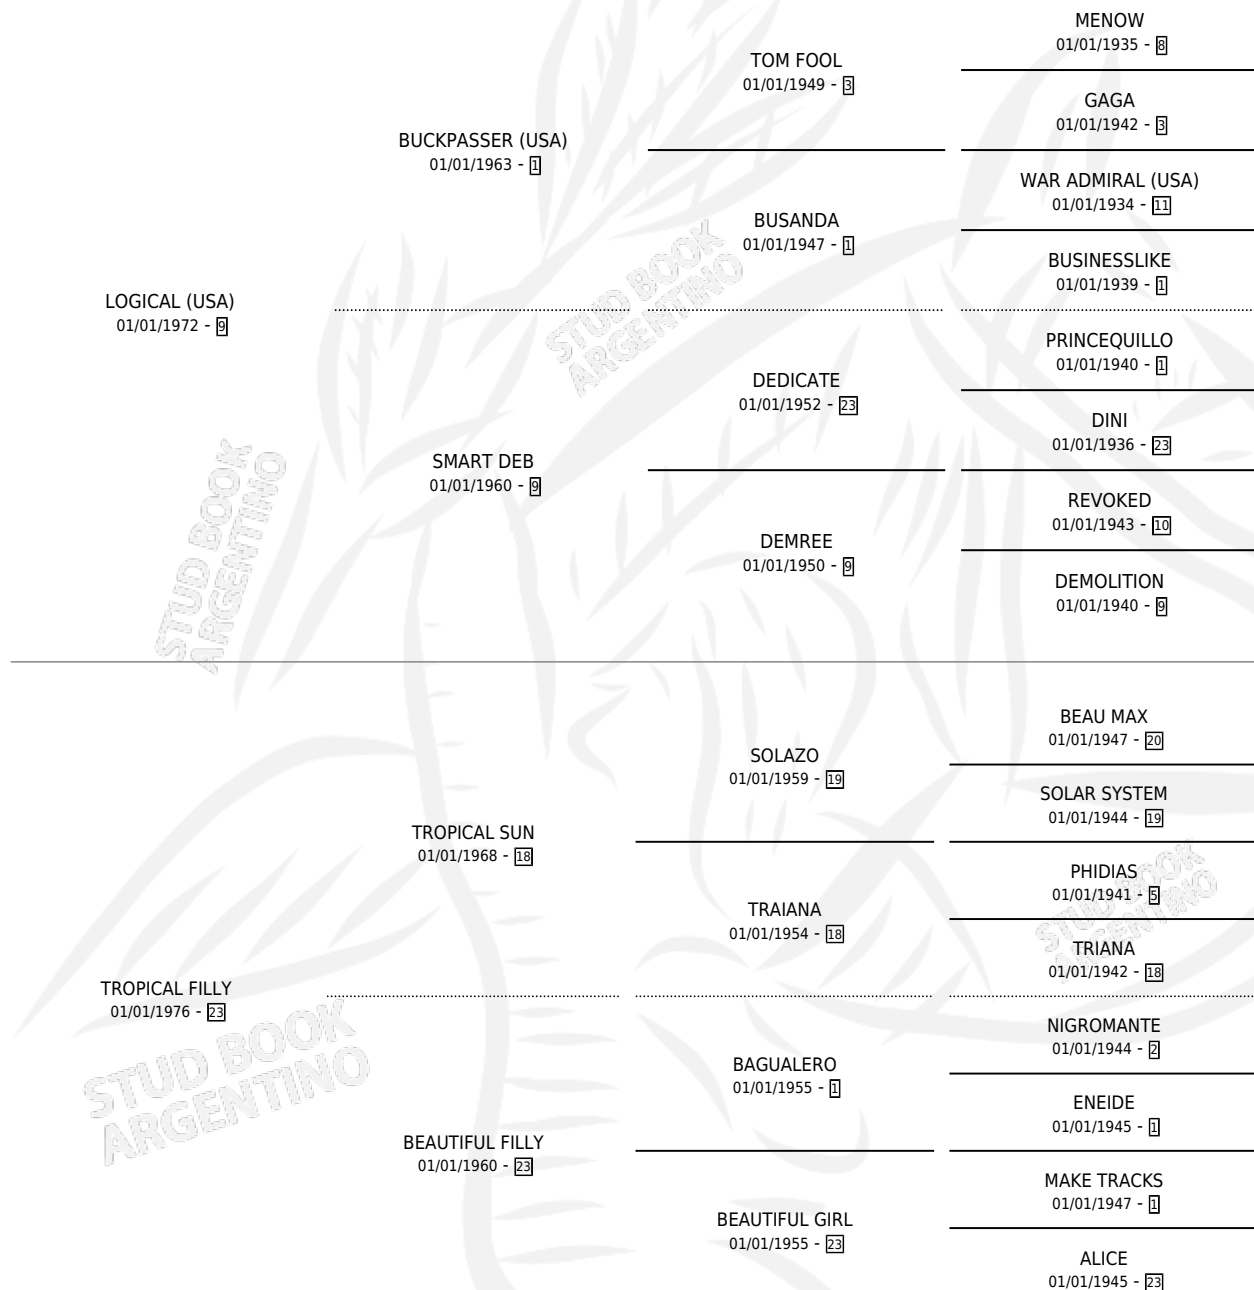 MENOW
01/01/1935 - 8
TOM FOOL
01/01/1949 - 3
GAGA
01/01/1942 - 3
BUCKPASSER (USA)
01/01/1963 - 1
WAR ADMIRAL (USA)
01/01/1934 - 11
BUSANDA
01/01/1947 - 1
BUSINESSLIKE
01/01/1939 - 1
LOGICAL (USA)
01/01/1972 - 9
PRINCEQUILLO
01/01/1940 - 1
DEDICATE
01/01/1952 - 23
DINI
01/01/1936 - 23
SMART DEB
01/01/1960 - 9
REVOKED
01/01/1943 - 10
DEMREE
01/01/1950 - 9
DEMOLITION
01/01/1940 - 9
BEAU MAX
01/01/1947 - 20
SOLAZO
01/01/1959 - 19
SOLAR SYSTEM
01/01/1944 - 19
TROPICAL SUN
01/01/1968 - 18
PHIDIAS
01/01/1941 - 5
TRAIANA
01/01/1954 - 18
TRIANA
01/01/1942 - 18
TROPICAL FILLY
01/01/1976 - 23
NIGROMANTE
01/01/1944 - 2
BAGUALERO
01/01/1955 - 1
ENEIDE
01/01/1945 - 1
BEAUTIFUL FILLY
01/01/1960 - 23
MAKE TRACKS
01/01/1947 - 1
BEAUTIFUL GIRL
01/01/1955 - 23
ALICE
01/01/1945 - 23
STUD BOOK
ARGENTINO
STUD BOOK
ARGENTINO
STUD BOOK
ARGENTINO
STUD BOOK
ARGENTINO